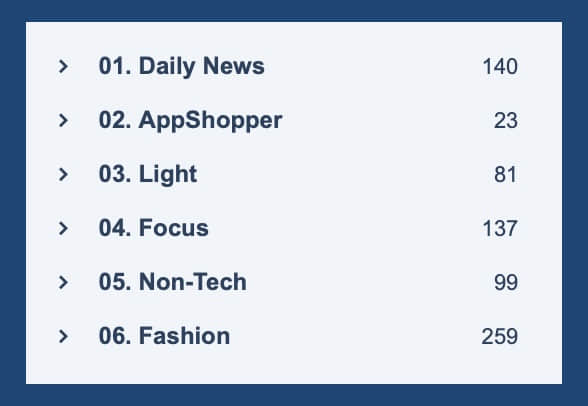 01. Daily News 140
02. AppShopper 23
03. Light 81
04. Focus 137
05. Non-Tech 99
06. Fashion 259